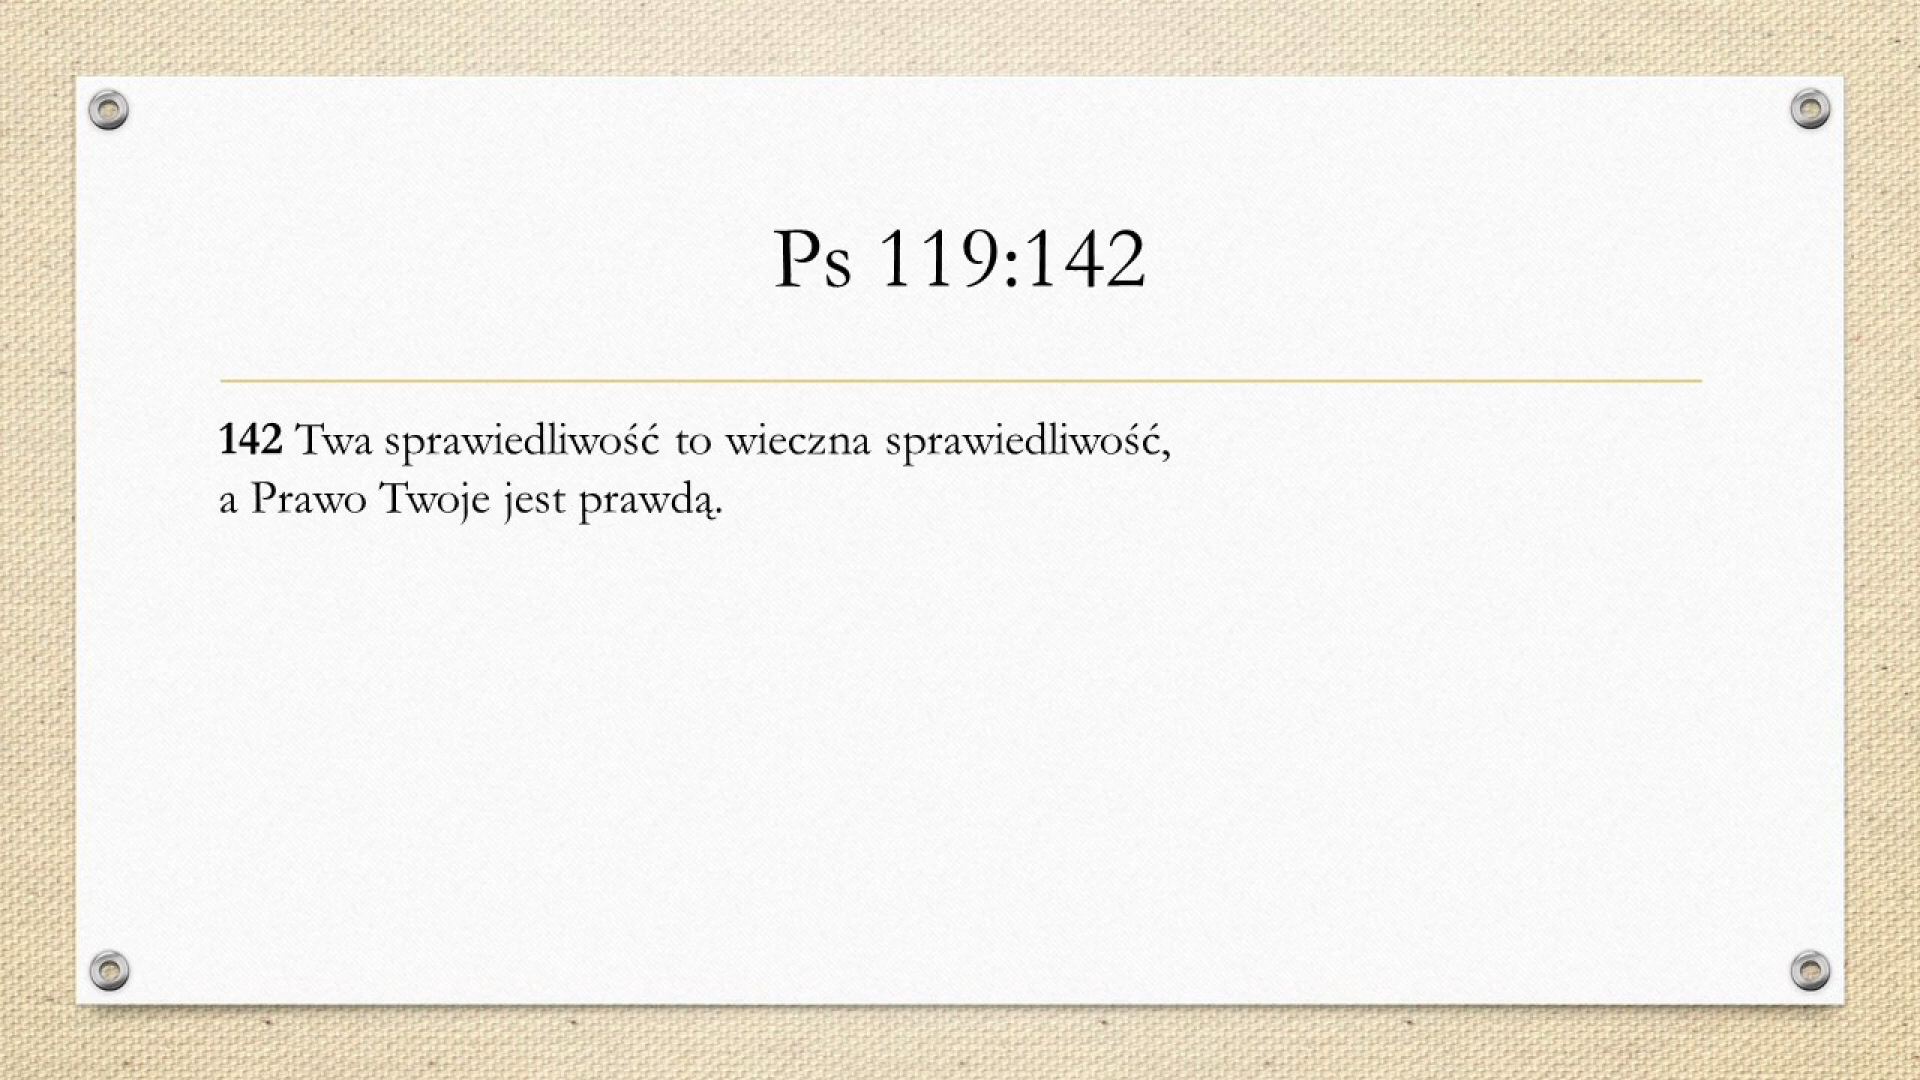 Ps 119:142
142 Twa sprawiedliwość to wieczna sprawiedliwość,
a Prawo Twoje jest prawdą.